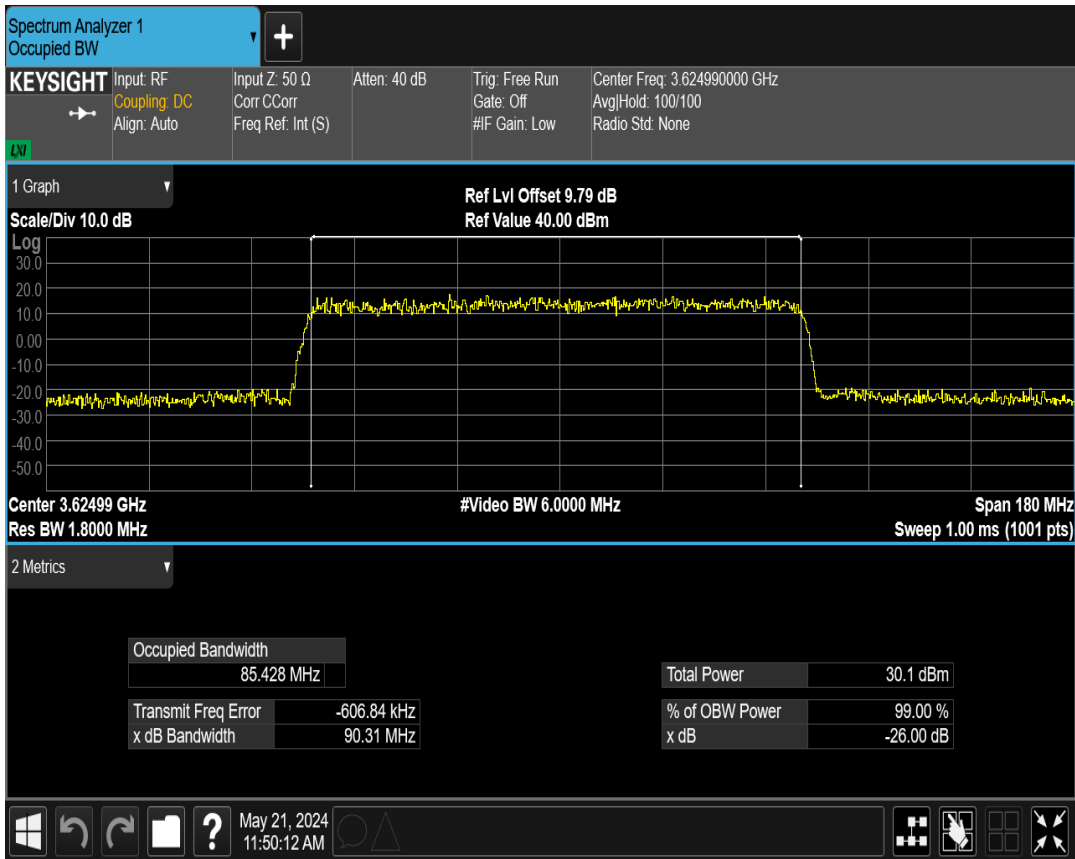 Spectrum Analyzer 1
Occupied BW
+
KEYSIGHT
LXI
Input: RF
Coupling: DC
Align: Auto
Input Z: 50 Ω
Corr CCorr
Freq Ref: Int (S)
Atten: 40 dB
Trig: Free Run
Gate: Off
#IF Gain: Low
Center Freq: 3.624990000 GHz
Avg|Hold: 100/100
Radio Std: None
1 Graph
Scale/Div 10.0 dB
Ref Lvl Offset 9.79 dB
Ref Value 40.00 dBm
Log
30.0
20.0
10.0
0.00
-10.0
-20.0
-30.0
-40.0
-50.0
Center 3.62499 GHz
Res BW 1.8000 MHz
#Video BW 6.0000 MHz
Span 180 MHz
Sweep 1.00 ms (1001 pts)
2 Metrics
Occupied Bandwidth
85.428 MHz
Transmit Freq Error -606.84 kHz
x dB Bandwidth 90.31 MHz
Total Power 30.1 dBm
% of OBW Power 99.00 %
x dB -26.00 dB
?
May 21, 2024
11:50:12 AM